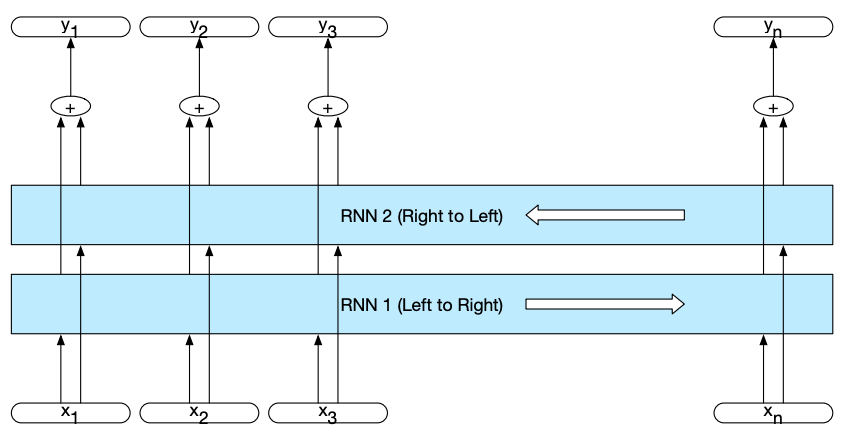 y1 y2 y3 yn
+ + + +
RNN 2 (Right to Left)
RNN 1 (Left to Right)
x1 x2 x3 xn